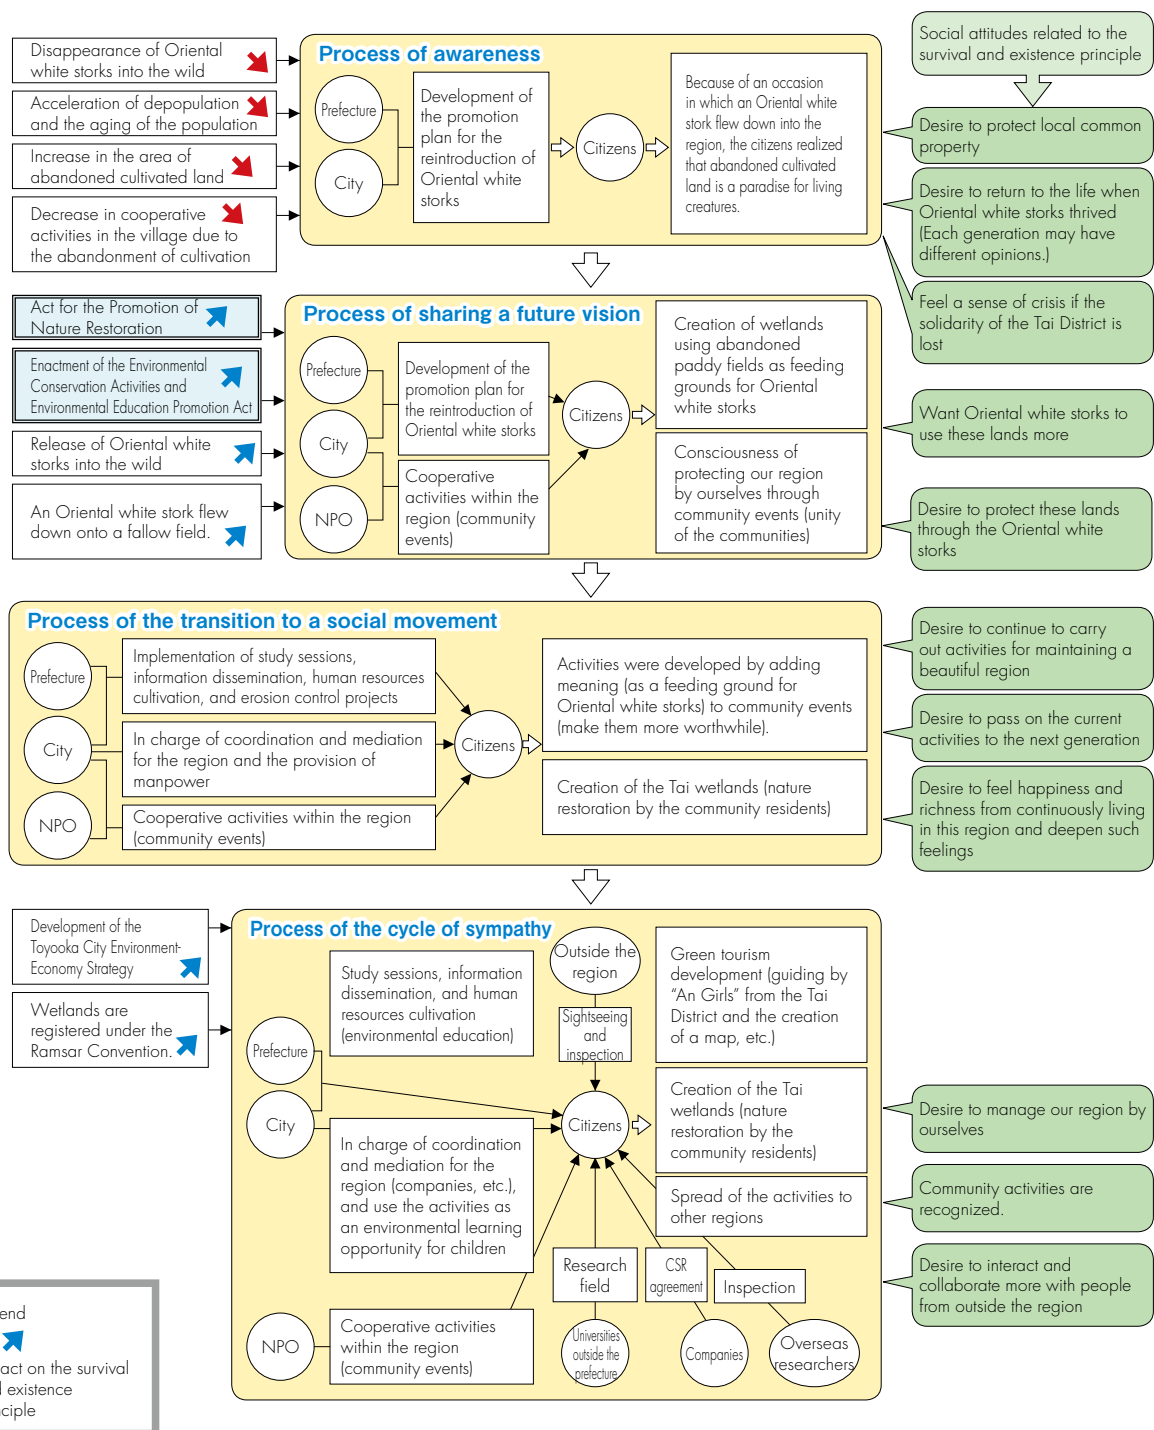 Disappearance of Oriental
white storks into the wild
Acceleration of depopulation
and the aging of the population
Increase in the area of
abandoned cultivated land
Decrease in cooperative
activities in the village due to
the abandonment of cultivation
Process of awareness
Prefecture
City
Development of
the promotion
plan for the
reintroduction of
Oriental white
storks
Citizens
Because of an occasion
in which an Oriental white
stork flew down into the
region, the citizens realized
that abandoned cultivated
land is a paradise for living
creatures.
Social attitudes related to the
survival and existence principle
Desire to protect local common
property
Desire to return to the life when
Oriental white storks thrived
(Each generation may have
different opinions.)
Feel a sense of crisis if the
solidarity of the Tai District is
lost
Act for the Promotion of
Nature Restoration
Enactment of the Environmental
Conservation Activities and
Environmental Education Promotion Act
Release of Oriental white
storks into the wild
An Oriental white stork flew
down onto a fallow field.
Process of sharing a future vision
Prefecture
City
NPO
Development of the
promotion plan for
the reintroduction of
Oriental white storks
Cooperative
activities within the
region (community
events)
Citizens
Creation of wetlands
using abandoned
paddy fields as feeding
grounds for Oriental
white storks
Consciousness of
protecting our region
by ourselves through
community events (unity
of the communities)
Want Oriental white storks to
use these lands more
Desire to protect these lands
through the Oriental white
storks
Process of the transition to a social movement
Prefecture
City
NPO
Implementation of study sessions,
information dissemination, human resources
cultivation, and erosion control projects
In charge of coordination and mediation
for the region and the provision of
manpower
Cooperative activities within the region
(community events)
Citizens
Activities were developed by adding
meaning (as a feeding ground for
Oriental white storks) to community events
(make them more worthwhile).
Creation of the Tai wetlands (nature
restoration by the community residents)
Desire to continue to carry
out activities for maintaining a
beautiful region
Desire to pass on the current
activities to the next generation
Desire to feel happiness and
richness from continuously living
in this region and deepen such
feelings
Development of the
Toyooka City Environment-
Economy Strategy
Wetlands are
registered under the
Ramsar Convention.
Process of the cycle of sympathy
Prefecture
City
NPO
Study sessions, information
dissemination, and human
resources cultivation
(environmental education)
In charge of coordination
and mediation for the
region (companies, etc.),
and use the activities as
an environmental learning
opportunity for children
Cooperative activities
within the region
(community events)
Outside the
region
Sightseeing
and
inspection
Citizens
Research
field
CSR
agreement
Inspection
Universities
outside the
prefecture
Companies
Overseas
researchers
Green tourism
development (guiding by
“An Girls” from the Tai
District and the creation
of a map, etc.)
Creation of the Tai
wetlands (nature
restoration by the
community residents)
Spread of the activities to
other regions
Desire to manage our region by
ourselves
Community activities are
recognized.
Desire to interact and
collaborate more with people
from outside the region
end
act on the survival
d existence
nciple